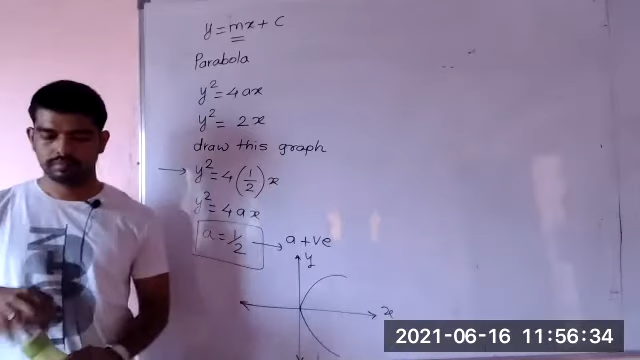 y = mx + c
Parabola
y² = 4ax
y² = 2x
draw this graph
→ y² = 4(1/2)x
y² = 4ax
a = 1/2 → a +ve
y
x
2021-06-16 11:56:34